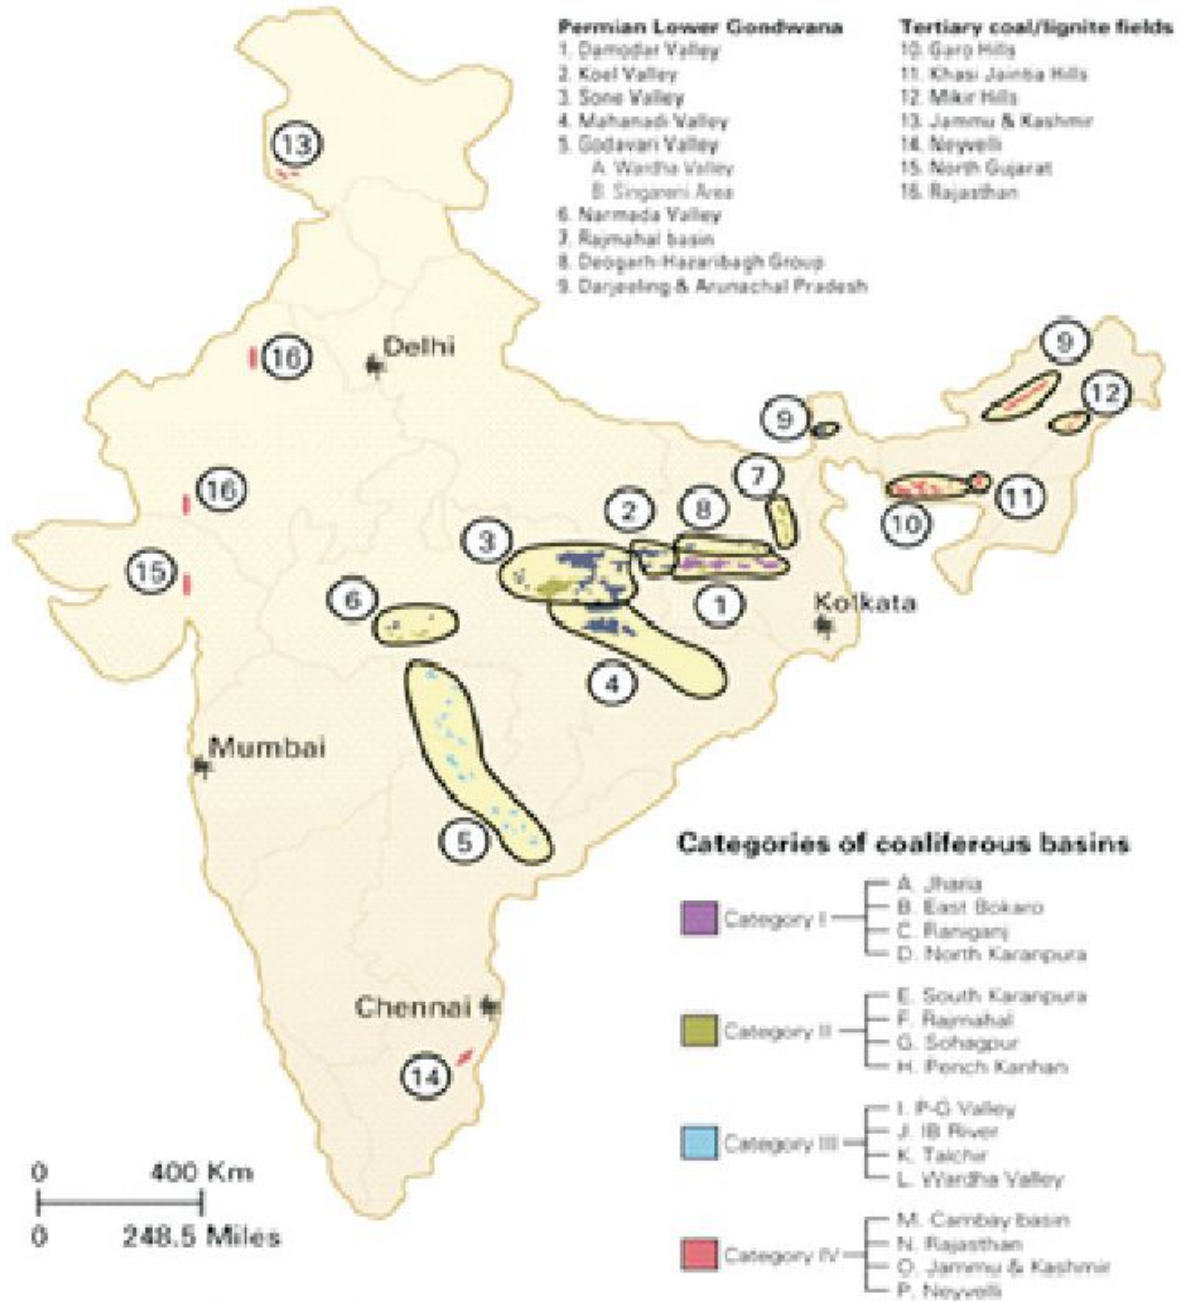 Permian Lower Gondwana
1. Damodar Valley
2. Koel Valley
3. Sone Valley
4. Mahanadi Valley
5. Godavari Valley
A. Wardha Valley
B. Singareni Area
6. Narmada Valley
7. Rajmahal basin
8. Deogarh-Hazaribagh Group
9. Darjeeling & Arunachal Pradesh
Tertiary coal/lignite fields
10. Garo Hills
11. Khasi Jaintia Hills
12. Mikir Hills
13. Jammu & Kashmir
14. Neyvelli
15. North Gujarat
16. Rajasthan
13
16
Delhi
9
12
9
16
7
11
10
2
8
3
15
1
6
Kolkata
4
Mumbai
5
Chennai
14
0 400 Km
0 248.5 Miles
Categories of coaliferous basins
Category I
A. Jharia
B. East Bokaro
C. Raniganj
D. North Karanpura
Category II
E. South Karanpura
F. Rajmahal
G. Sohagpur
H. Pench Kanhan
Category III
I. P-G Valley
J. IB River
K. Talchir
L. Wardha Valley
Category IV
M. Cambay basin
N. Rajasthan
O. Jammu & Kashmir
P. Neyvelli